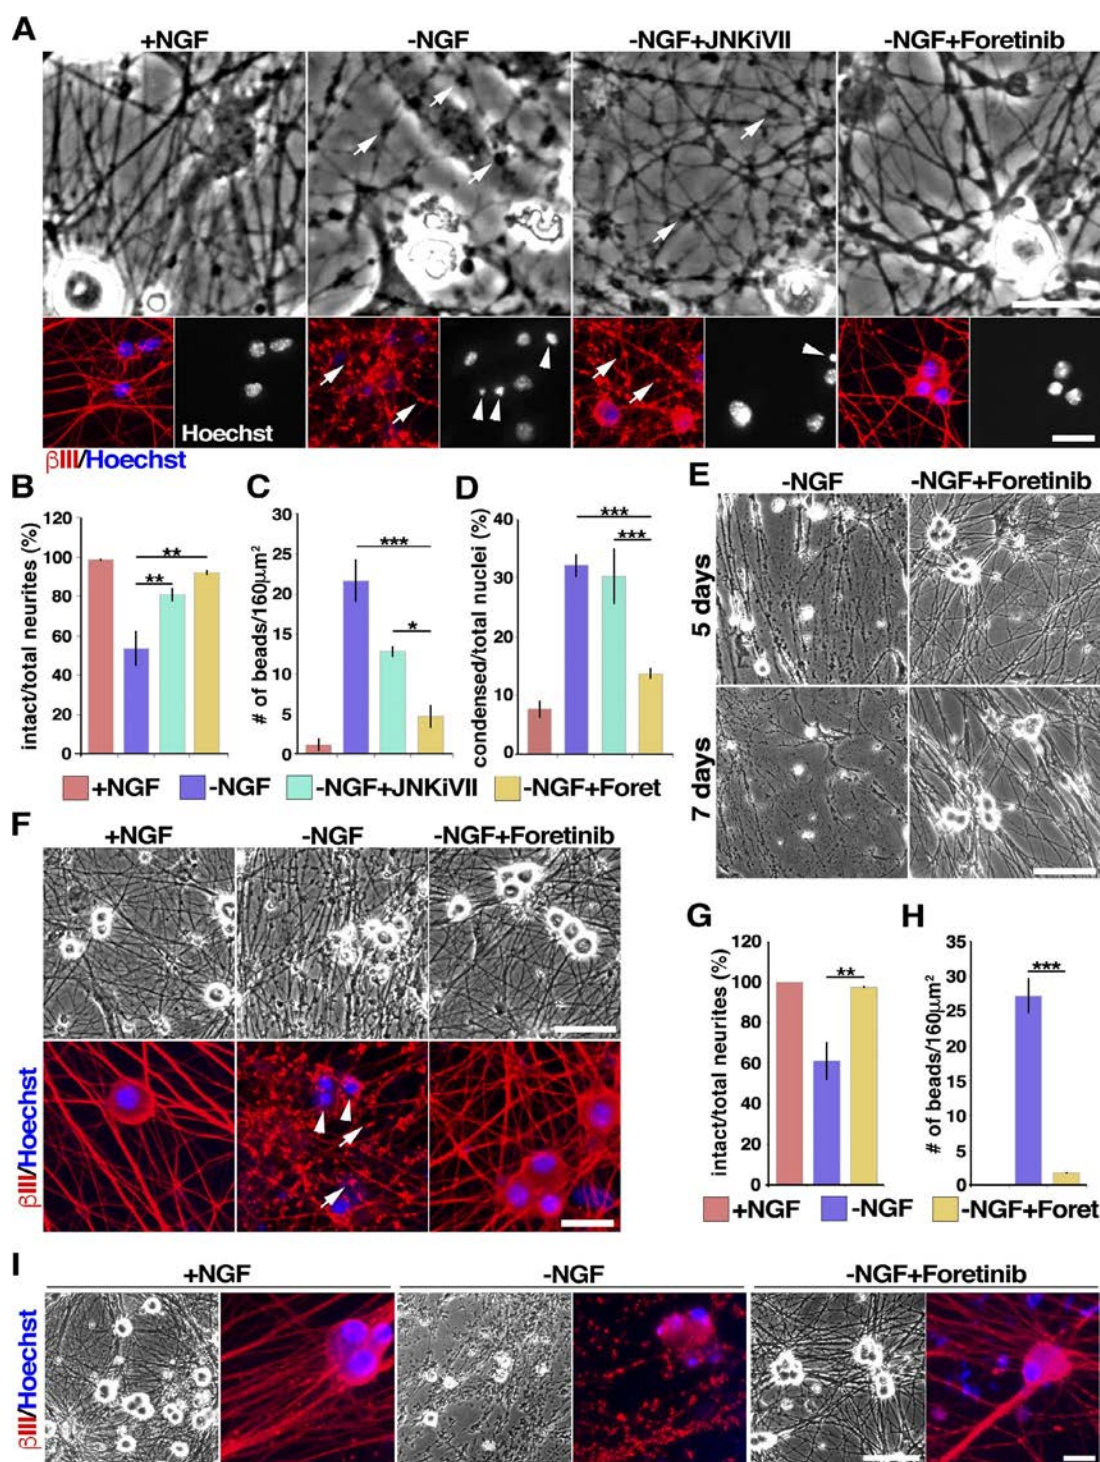 A
+NGF -NGF -NGF+JNKiVII -NGF+Foretinib
Hoechst
βIII/Hoechst
B
intact/total neurites (%)
120
100
80
60
40
20
0
**
**
C
# of beads/160µm²
30
25
20
15
10
5
0
***
*
D
condensed/total nuclei (%)
40
30
20
10
0
***
***
+NGF -NGF -NGF+JNKiVII -NGF+Foret
E
-NGF -NGF+Foretinib
5 days
7 days
F
+NGF -NGF -NGF+Foretinib
βIII/Hoechst
G
intact/total neurites (%)
120
100
80
60
40
20
0
**
H
# of beads/160µm²
35
30
25
20
15
10
5
0
***
+NGF -NGF -NGF+Foret
I
+NGF -NGF -NGF+Foretinib
βIII/Hoechst